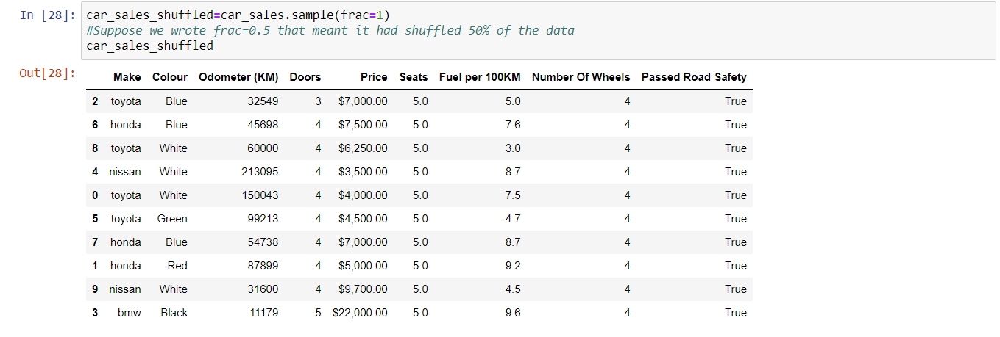 In [28]: car_sales_shuffled=car_sales.sample(frac=1)
#Suppose we wrote frac=0.5 that meant it had shuffled 50% of the data
car_sales_shuffled
Out[28]:
Make Colour Odometer (KM) Doors Price Seats Fuel per 100KM Number Of Wheels Passed Road Safety
2 toyota Blue 32549 3 $7,000.00 5.0 5.0 4 True
6 honda Blue 45698 4 $7,500.00 5.0 7.6 4 True
8 toyota White 60000 4 $6,250.00 5.0 3.0 4 True
4 nissan White 213095 4 $3,500.00 5.0 8.7 4 True
0 toyota White 150043 4 $4,000.00 5.0 7.5 4 True
5 toyota Green 99213 4 $4,500.00 5.0 4.7 4 True
7 honda Blue 54738 4 $7,000.00 5.0 8.7 4 True
1 honda Red 87899 4 $5,000.00 5.0 9.2 4 True
9 nissan White 31600 4 $9,700.00 5.0 4.5 4 True
3 bmw Black 11179 5 $22,000.00 5.0 9.6 4 True